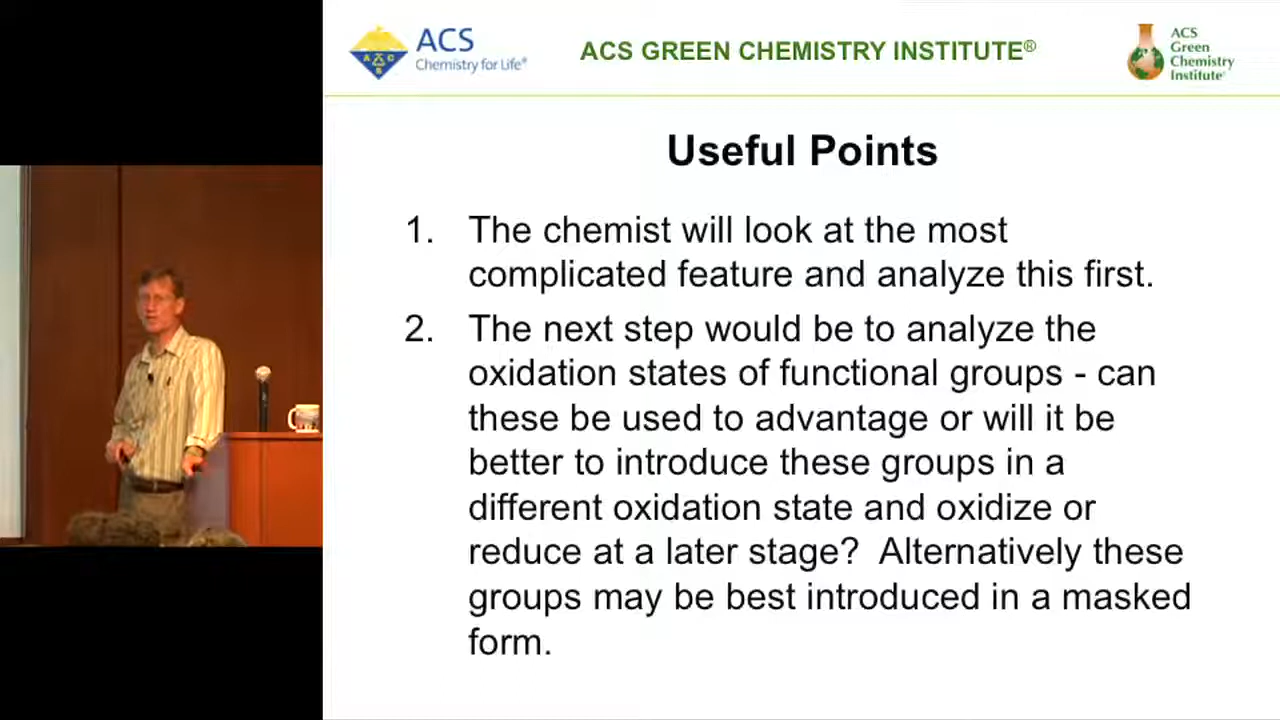 ACS
Chemistry for Life®
ACS GREEN CHEMISTRY INSTITUTE®
ACS
Green
Chemistry
Institute®
Useful Points
1. The chemist will look at the most
complicated feature and analyze this first.
2. The next step would be to analyze the
oxidation states of functional groups - can
these be used to advantage or will it be
better to introduce these groups in a
different oxidation state and oxidize or
reduce at a later stage?  Alternatively these
groups may be best introduced in a masked
form.